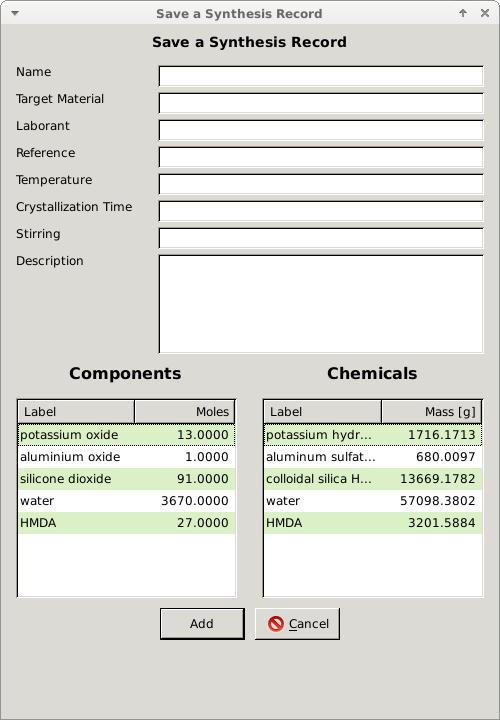 Save a Synthesis Record
Save a Synthesis Record
Name
Target Material
Laborant
Reference
Temperature
Crystallization Time
Stirring
Description
Components Chemicals
Label Moles Label Mass [g]
potassium oxide 13.0000 potassium hydr... 1716.1713
aluminium oxide 1.0000 aluminum sulfat... 680.0097
silicone dioxide 91.0000 colloidal silica H... 13669.1782
water 3670.0000 water 57098.3802
HMDA 27.0000 HMDA 3201.5884
Add Cancel